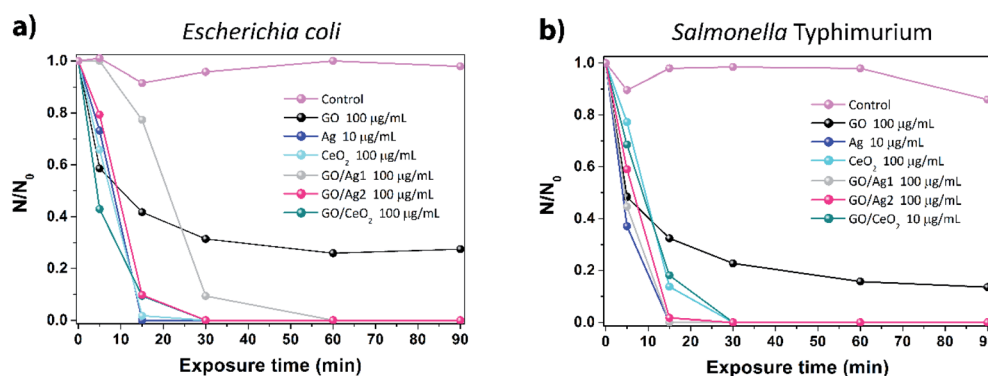 a)
Escherichia coli
1.0
0.8
0.6
0.4
0.2
0.0
N/N₀
Control
GO 100 µg/mL
Ag 10 µg/mL
CeO₂ 100 µg/mL
GO/Ag1 100 µg/mL
GO/Ag2 100 µg/mL
GO/CeO₂ 100 µg/mL
0 10 20 30 40 50 60 70 80 90
Exposure time (min)
b)
Salmonella Typhimurium
1.0
0.8
0.6
0.4
0.2
0.0
N/N₀
Control
GO 100 µg/mL
Ag 10 µg/mL
CeO₂ 100 µg/mL
GO/Ag1 100 µg/mL
GO/Ag2 100 µg/mL
GO/CeO₂ 10 µg/mL
0 10 20 30 40 50 60 70 80 90
Exposure time (min)